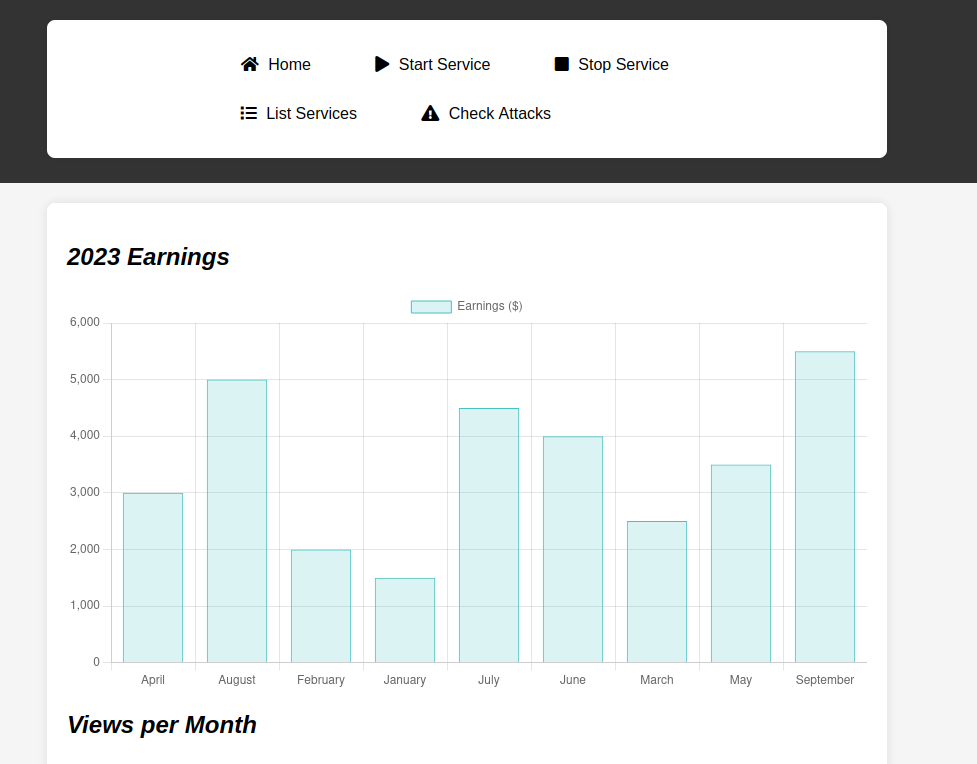 Home Start Service Stop Service
List Services Check Attacks
2023 Earnings
Earnings ($)
6,000
5,000
4,000
3,000
2,000
1,000
0
April August February January July June March May September
Views per Month